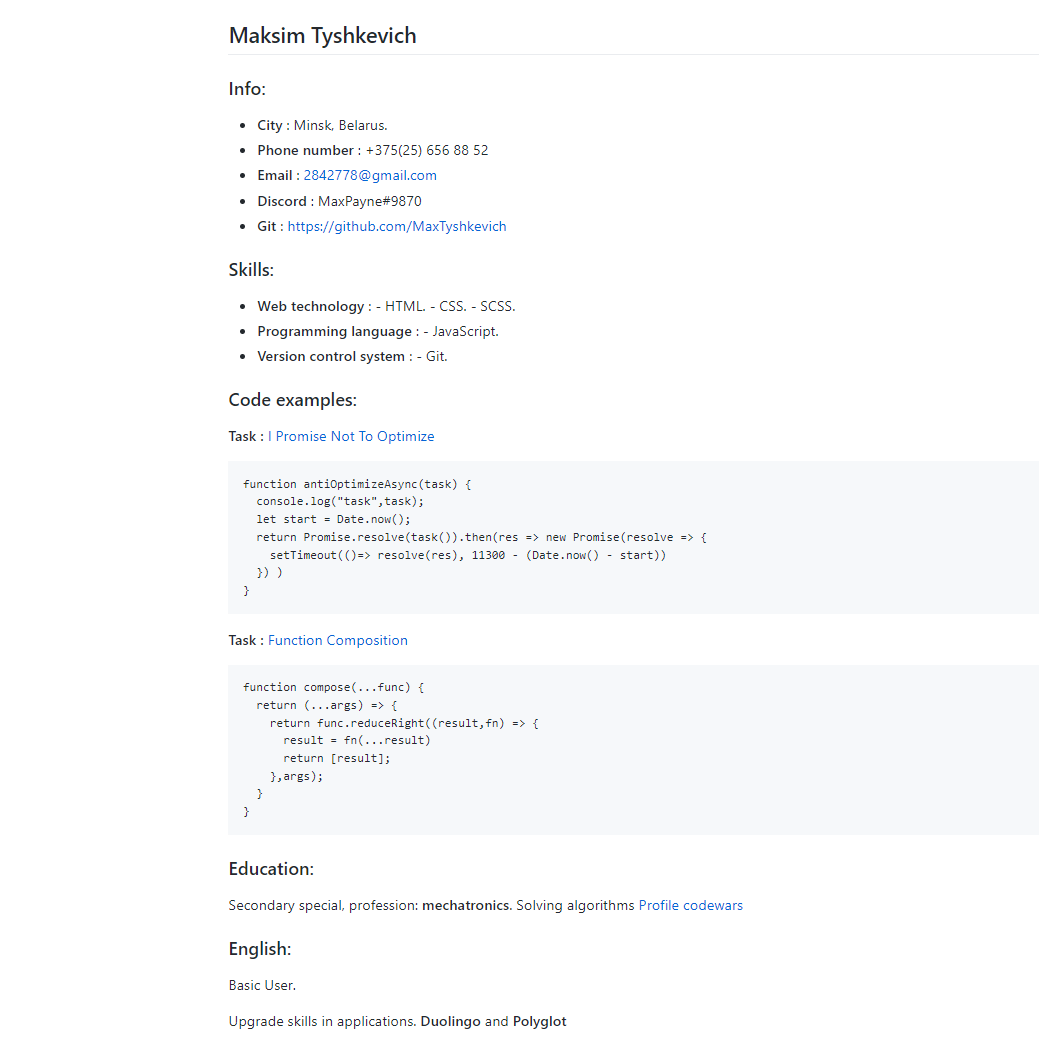 Maksim Tyshkevich
Info:
• City : Minsk, Belarus.
• Phone number : +375(25) 656 88 52
• Email : 2842778@gmail.com
• Discord : MaxPayne#9870
• Git : https://github.com/MaxTyshkevich
Skills:
• Web technology : - HTML. - CSS. - SCSS.
• Programming language : - JavaScript.
• Version control system : - Git.
Code examples:
Task : I Promise Not To Optimize
function antiOptimizeAsync(task) {
  console.log("task",task);
  let start = Date.now();
  return Promise.resolve(task()).then(res => new Promise(resolve => {
    setTimeout(()=> resolve(res), 11300 - (Date.now() - start))
  }) )
}
Task : Function Composition
function compose(...func) {
  return (...args) => {
    return func.reduceRight((result,fn) => {
      result = fn(...result)
      return [result];
    },args);
  }
}
Education:
Secondary special, profession: mechatronics. Solving algorithms Profile codewars
English:
Basic User.
Upgrade skills in applications. Duolingo and Polyglot